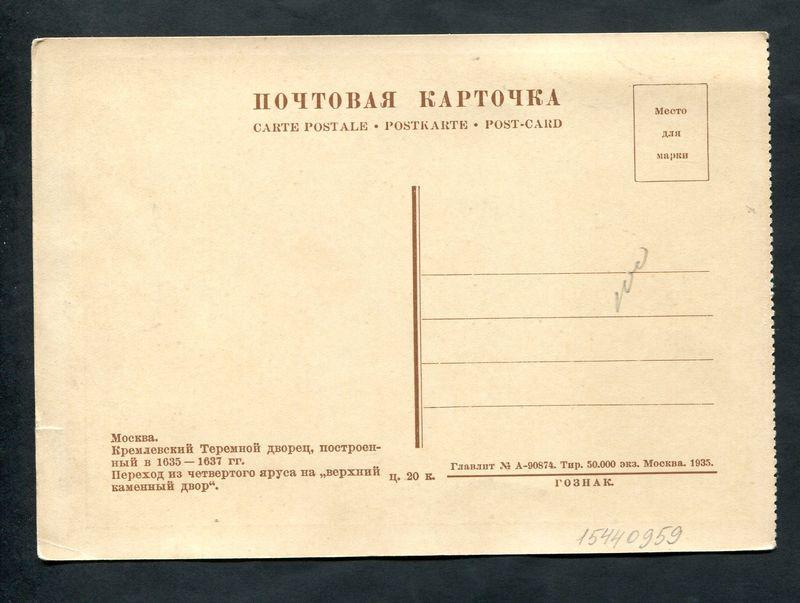 ПОЧТОВАЯ КАРТОЧКА
CARTE POSTALE • POSTKARTE • POST-CARD
Место
для
марки
Москва.
Кремлевский Теремной дворец, построен-
ный в 1635 — 1637 гг.
Переход из четвертого яруса на „верхний
каменный двор“.
ц. 20 к.
Главлит № А-90874. Тир. 50.000 экз. Москва. 1935.
ГОЗНАК.
15440959